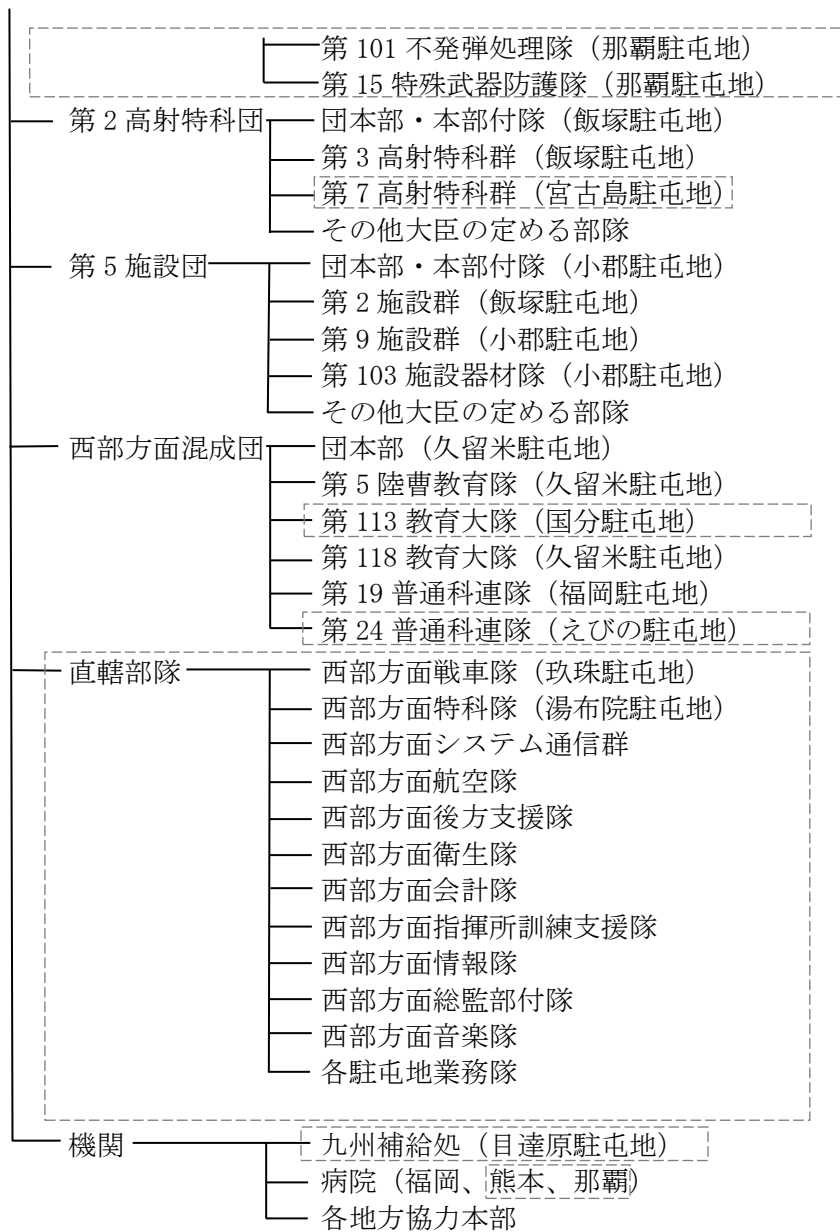 第 101 不発弾処理隊（那覇駐屯地）
第 15 特殊武器防護隊（那覇駐屯地）
第 2 高射特科団 団本部・本部付隊（飯塚駐屯地）
第 3 高射特科群（飯塚駐屯地）
第 7 高射特科群（宮古島駐屯地）
その他大臣の定める部隊
第 5 施設団 団本部・本部付隊（小郡駐屯地）
第 2 施設群（飯塚駐屯地）
第 9 施設群（小郡駐屯地）
第 103 施設器材隊（小郡駐屯地）
その他大臣の定める部隊
西部方面混成団 団本部（久留米駐屯地）
第 5 陸曹教育隊（久留米駐屯地）
第 113 教育大隊（国分駐屯地）
第 118 教育大隊（久留米駐屯地）
第 19 普通科連隊（福岡駐屯地）
第 24 普通科連隊（えびの駐屯地）
直轄部隊 西部方面戦車隊（玖珠駐屯地）
西部方面特科隊（湯布院駐屯地）
西部方面システム通信群
西部方面航空隊
西部方面後方支援隊
西部方面衛生隊
西部方面会計隊
西部方面指揮所訓練支援隊
西部方面情報隊
西部方面総監部付隊
西部方面音楽隊
各駐屯地業務隊
機関 九州補給処（目達原駐屯地）
病院（福岡、熊本、那覇）
各地方協力本部